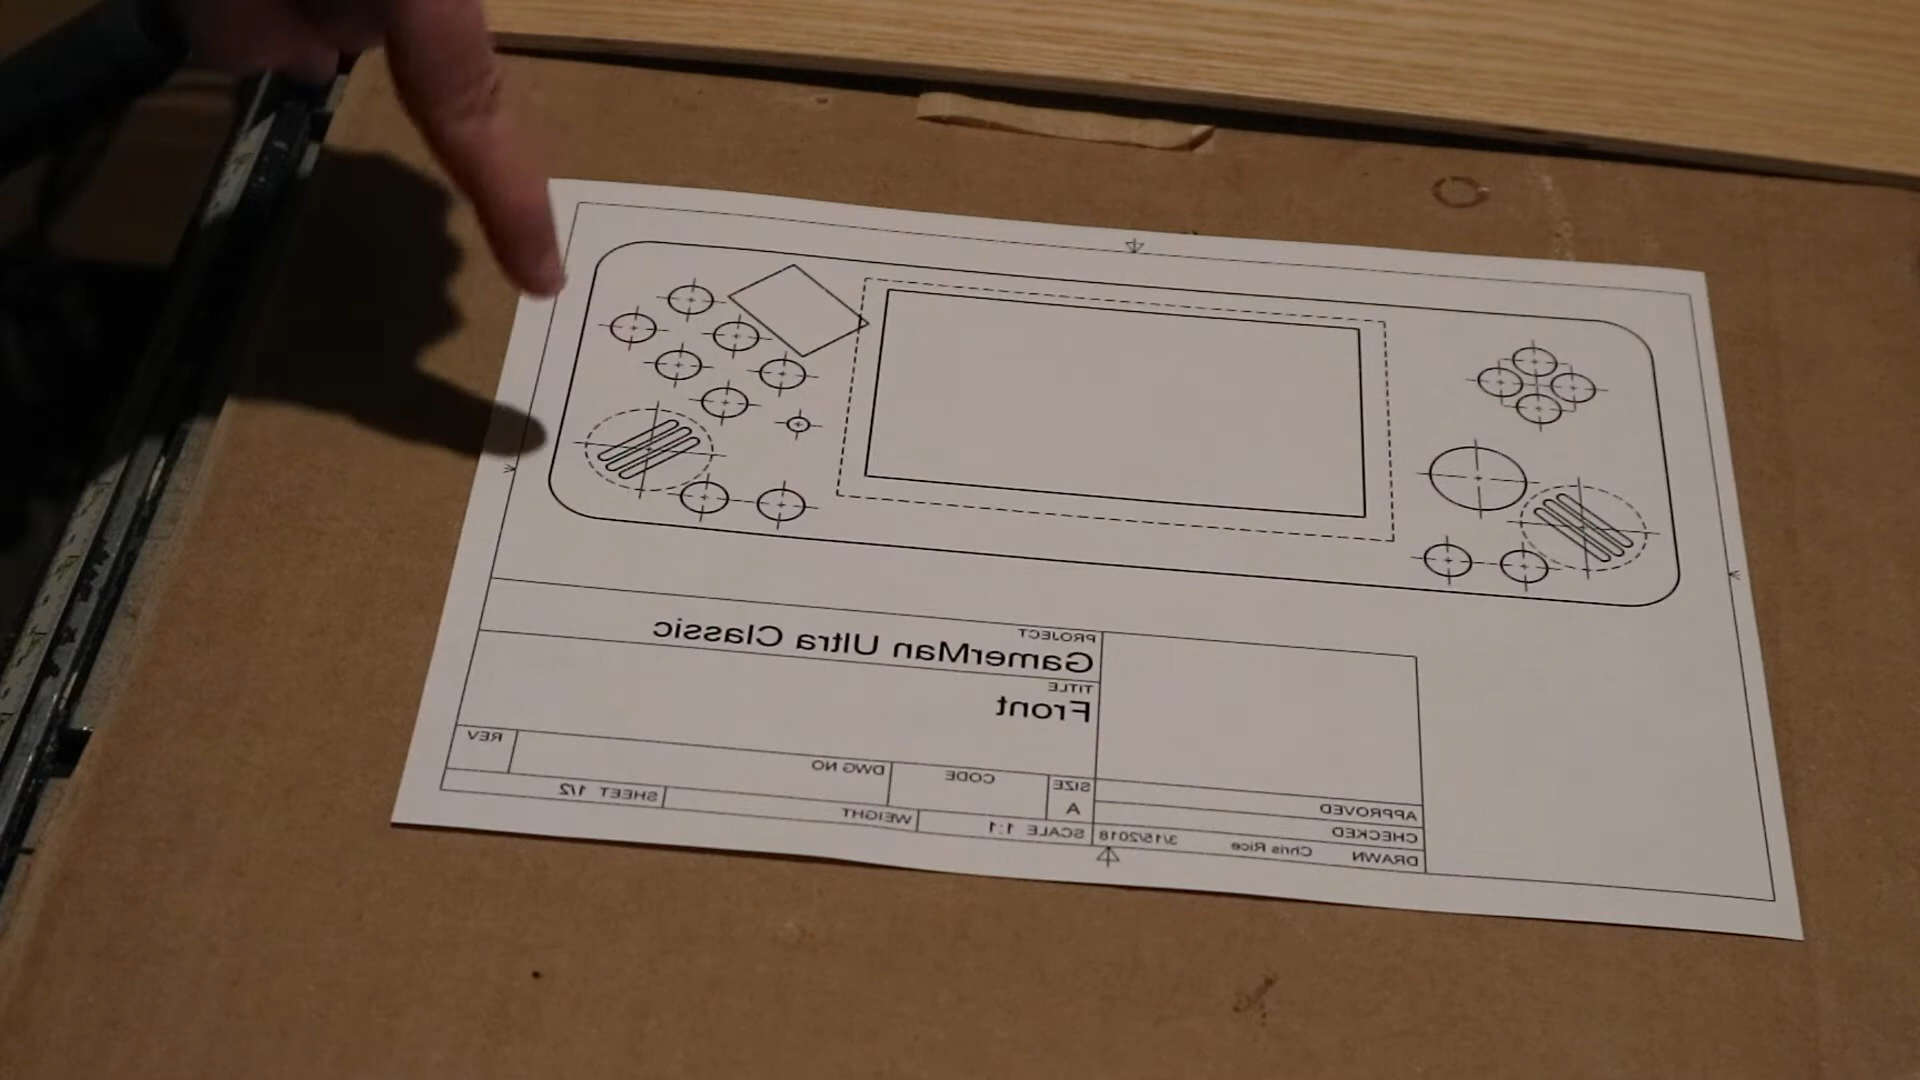 PROJECT
GamerMan Ultra Classic
TITLE
Front
SIZE
A
CODE
DWG NO
REV
SCALE 1:1
WEIGHT
SHEET 1/2
APPROVED
CHECKED
DRAWN Chris Rice 3/15/2018